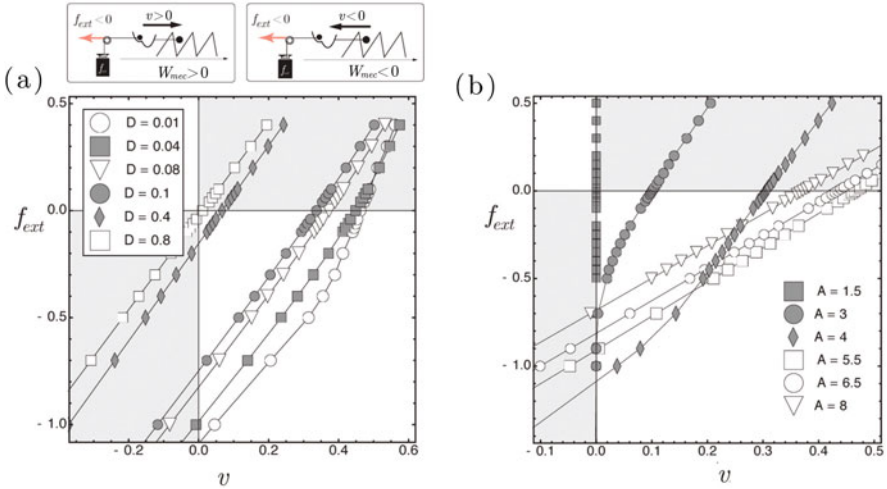 f_ext<0
v>0
W_mec>0
f_ext<0
v<0
W_mec<0
(a)
0.5
0.0
- 0.5
- 1.0
f_ext
D = 0.01
D = 0.04
D = 0.08
D = 0.1
D = 0.4
D = 0.8
- 0.2
0.0
0.2
0.4
0.6
v
(b)
0.5
0.0
- 0.5
- 1.0
f_ext
A = 1.5
A = 3
A = 4
A = 5.5
A = 6.5
A = 8
- 0.1
0.0
0.1
0.2
0.3
0.4
0.5
v